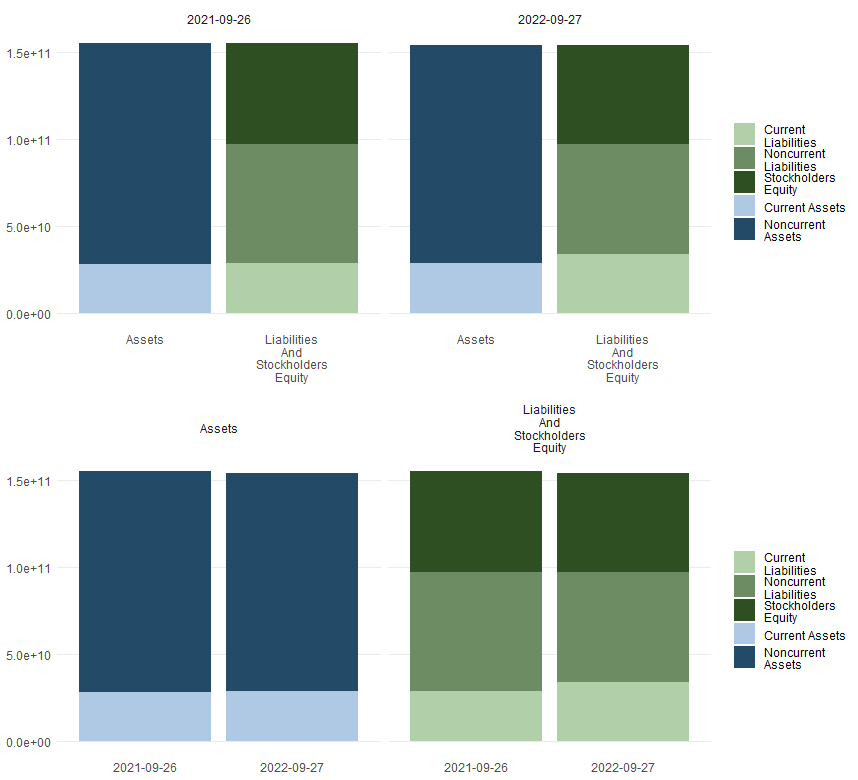 2021-09-26
2022-09-27
1.5e+11
1.0e+11
5.0e+10
0.0e+00
Assets
Liabilities
And
Stockholders
Equity
Assets
Liabilities
And
Stockholders
Equity
Current
Liabilities
Noncurrent
Liabilities
Stockholders
Equity
Current Assets
Noncurrent
Assets
Assets
Liabilities
And
Stockholders
Equity
1.5e+11
1.0e+11
5.0e+10
0.0e+00
2021-09-26
2022-09-27
2021-09-26
2022-09-27
Current
Liabilities
Noncurrent
Liabilities
Stockholders
Equity
Current Assets
Noncurrent
Assets